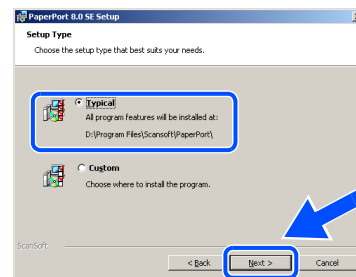 PaperPort 8.0 SE Setup
Setup Type
Choose the setup type that best suits your needs.
Typical
All program features will be installed at:
D:\Program Files\Scansoft\PaperPort\
Custom
Choose where to install the program.
ScanSoft
< Back Next > Cancel